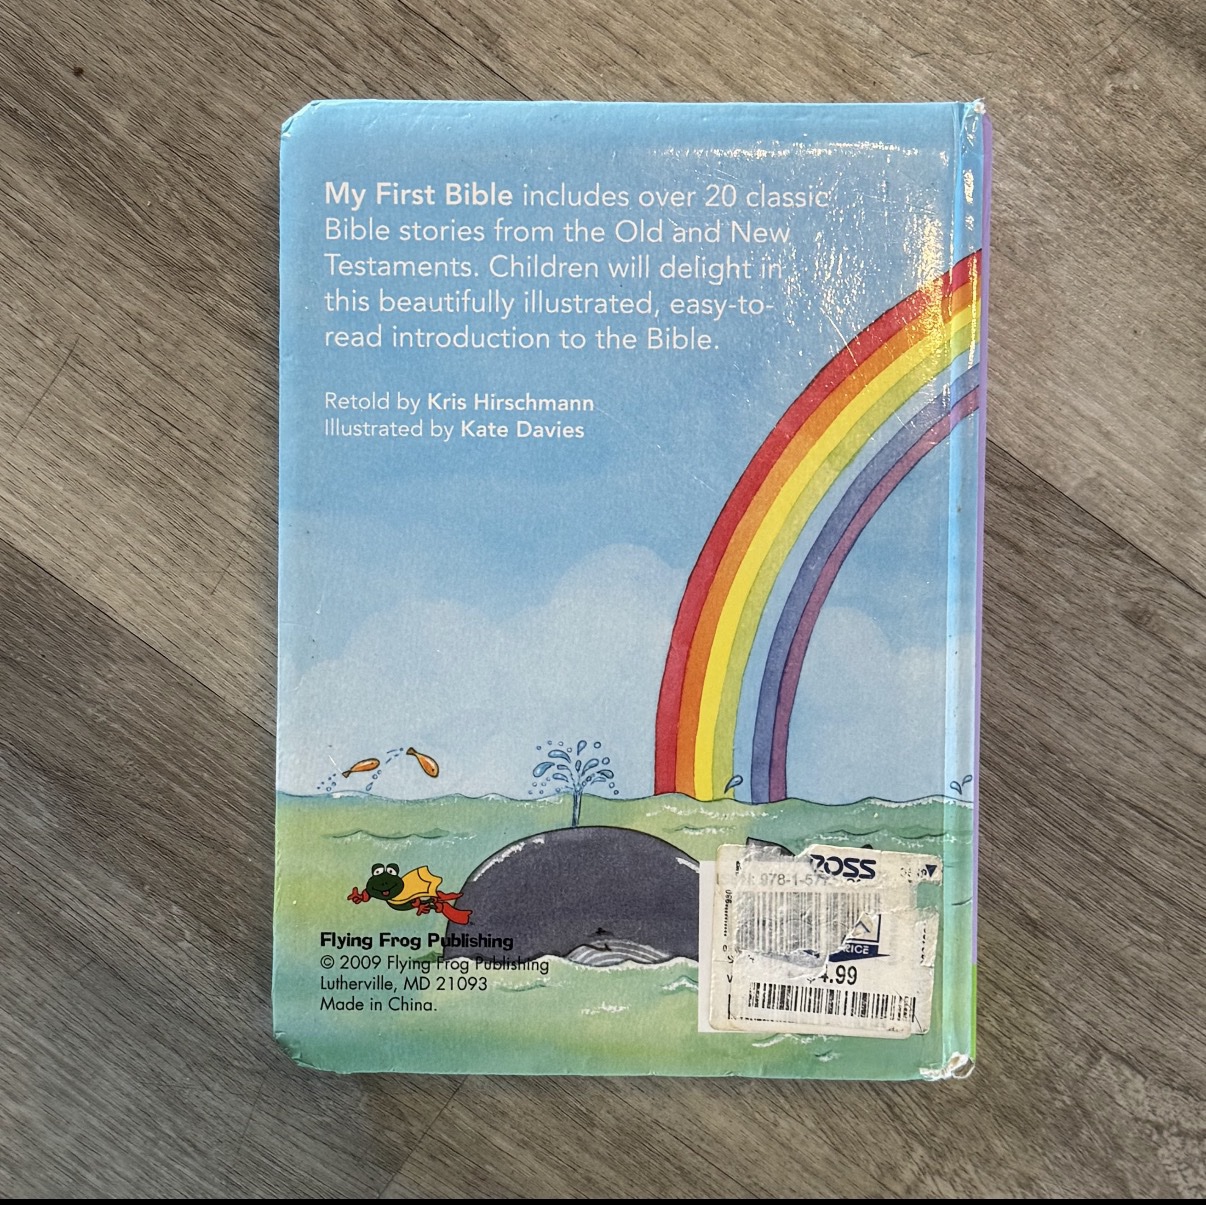 My First Bible includes over 20 classic
Bible stories from the Old and New
Testaments. Children will delight in
this beautifully illustrated, easy-to-
read introduction to the Bible.
Retold by Kris Hirschmann
Illustrated by Kate Davies
ROSS
978-1-57
Flying Frog Publishing
© 2009 Flying Frog Publishing
Lutherville, MD 21093
Made in China.
4.99